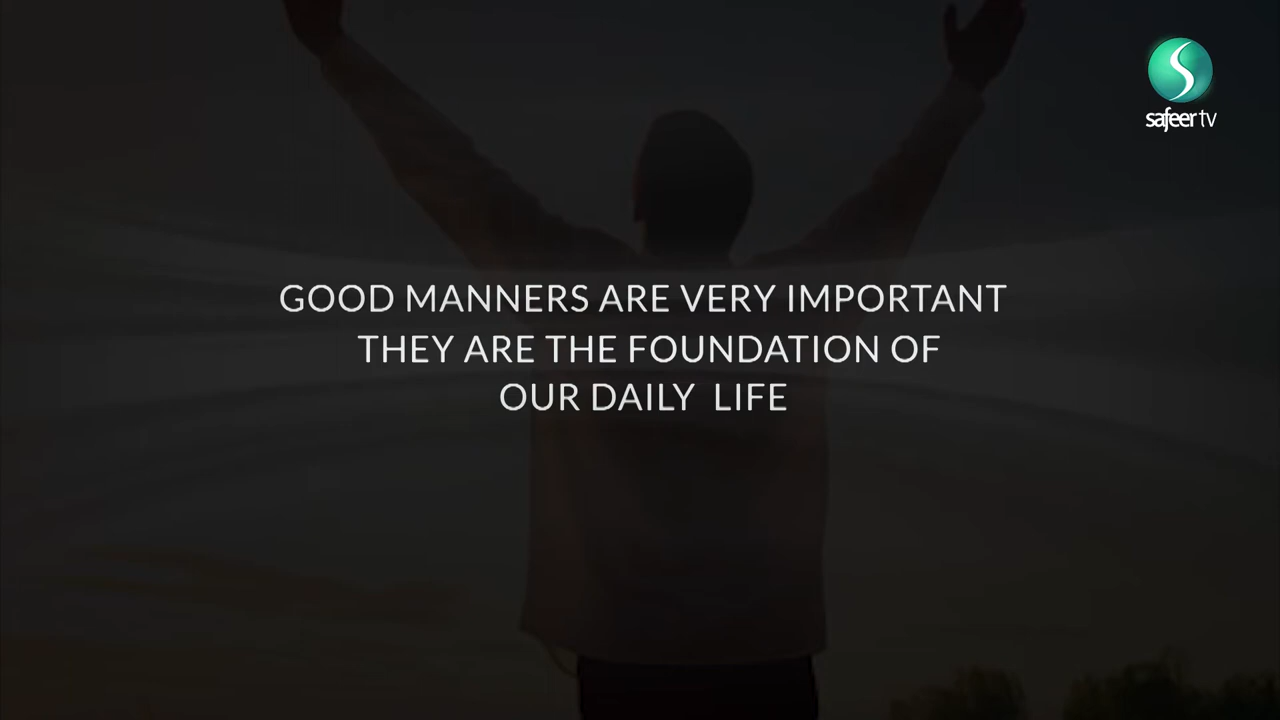 safeer tv
GOOD MANNERS ARE VERY IMPORTANT
THEY ARE THE FOUNDATION OF
OUR DAILY LIFE